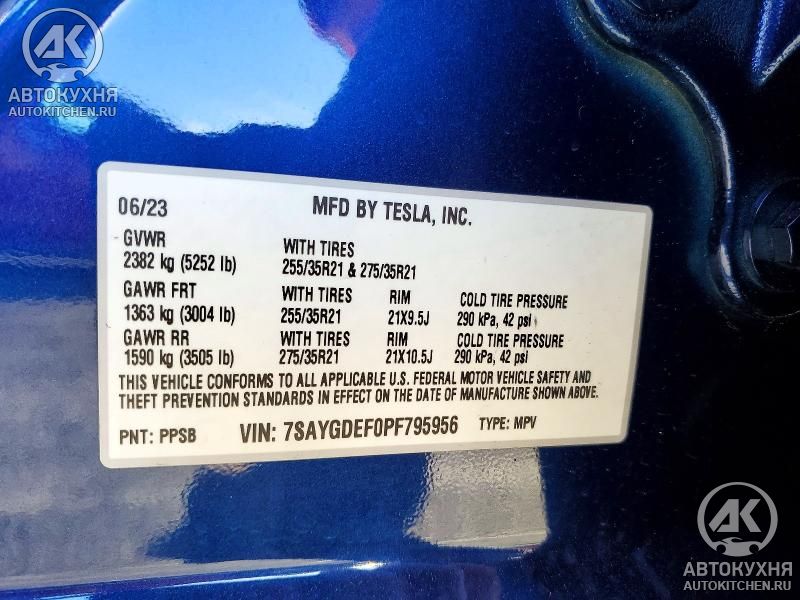 АК
АВТОКУХНЯ
AUTOKITCHEN.RU
06/23 MFD BY TESLA, INC.
GVWR WITH TIRES
2382 kg (5252 lb) 255/35R21 & 275/35R21
GAWR FRT WITH TIRES RIM COLD TIRE PRESSURE
1363 kg (3004 lb) 255/35R21 21X9.5J 290 kPa, 42 psi
GAWR RR WITH TIRES RIM COLD TIRE PRESSURE
1590 kg (3505 lb) 275/35R21 21X10.5J 290 kPa, 42 psi
THIS VEHICLE CONFORMS TO ALL APPLICABLE U.S. FEDERAL MOTOR VEHICLE SAFETY AND
THEFT PREVENTION STANDARDS IN EFFECT ON THE DATE OF MANUFACTURE SHOWN ABOVE.
PNT: PPSB VIN: 7SAYGDEF0PF795956 TYPE: MPV
АК
АВТОКУХНЯ
AUTOKITCHEN.RU